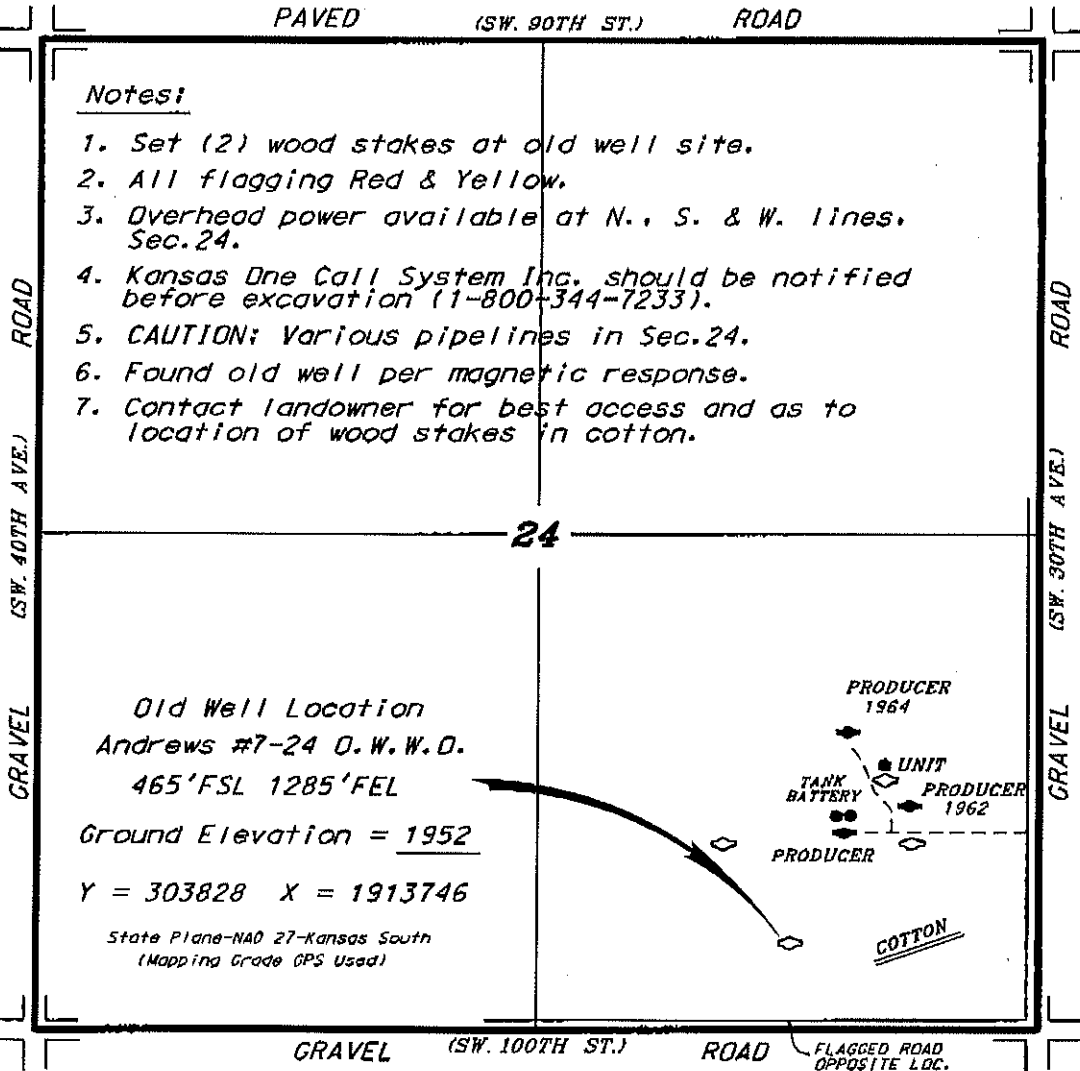 PAVED (SW. 90TH ST.) ROAD
Notes:
1. Set (2) wood stakes at old well site.
2. All flagging Red & Yellow.
3. Overhead power available at N., S. & W. lines,
Sec.24.
4. Kansas One Call System Inc. should be notified
before excavation (1-800-344-7233).
5. CAUTION: Various pipelines in Sec.24.
6. Found old well per magnetic response.
7. Contact landowner for best access and as to
location of wood stakes in cotton.
GRAVEL (SW. 40TH AVE.) ROAD
GRAVEL (SW. 30TH AVE.) ROAD
24
Old Well Location
Andrews #7-24 O.W.W.O.
465'FSL 1285'FEL
Ground Elevation = 1952
Y = 303828 X = 1913746
State Plane-NAD 27-Kansas South
(Mapping Grade GPS Used)
PRODUCER
1964
UNIT
TANK
BATTERY
PRODUCER
1962
PRODUCER
COTTON
GRAVEL (SW. 100TH ST.) ROAD
FLAGGED ROAD
OPPOSITE LOC.